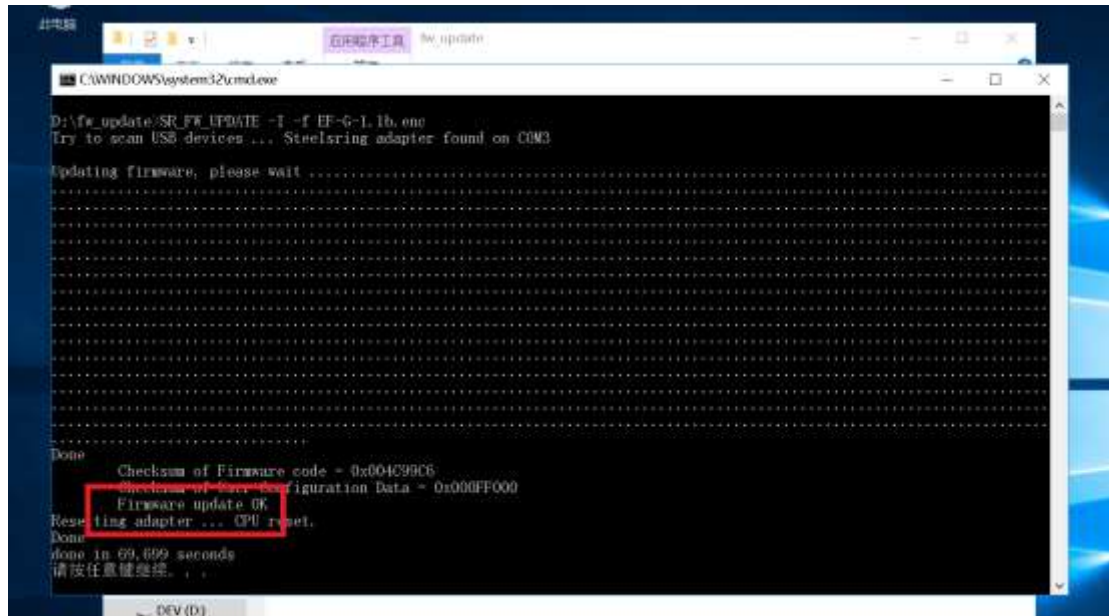 此电脑
应用程序工具 fw_update
C:\WINDOWS\system32\cmd.exe
D:\fw_update>SR_FW_UPDATE -I -f EF-G-1.1b.enc
Try to scan USB devices ... Steelsring adapter found on COM3
Updating firmware, please wait ................................................................................
Done
Checksum of Firmware code = 0x004C99C6
Checksum of User Configuration Data = 0x000FF000
Firmware update OK
Resetting adapter ... CPU reset.
Done
done in 69.699 seconds
请按任意键继续. . .
DEV (D:)